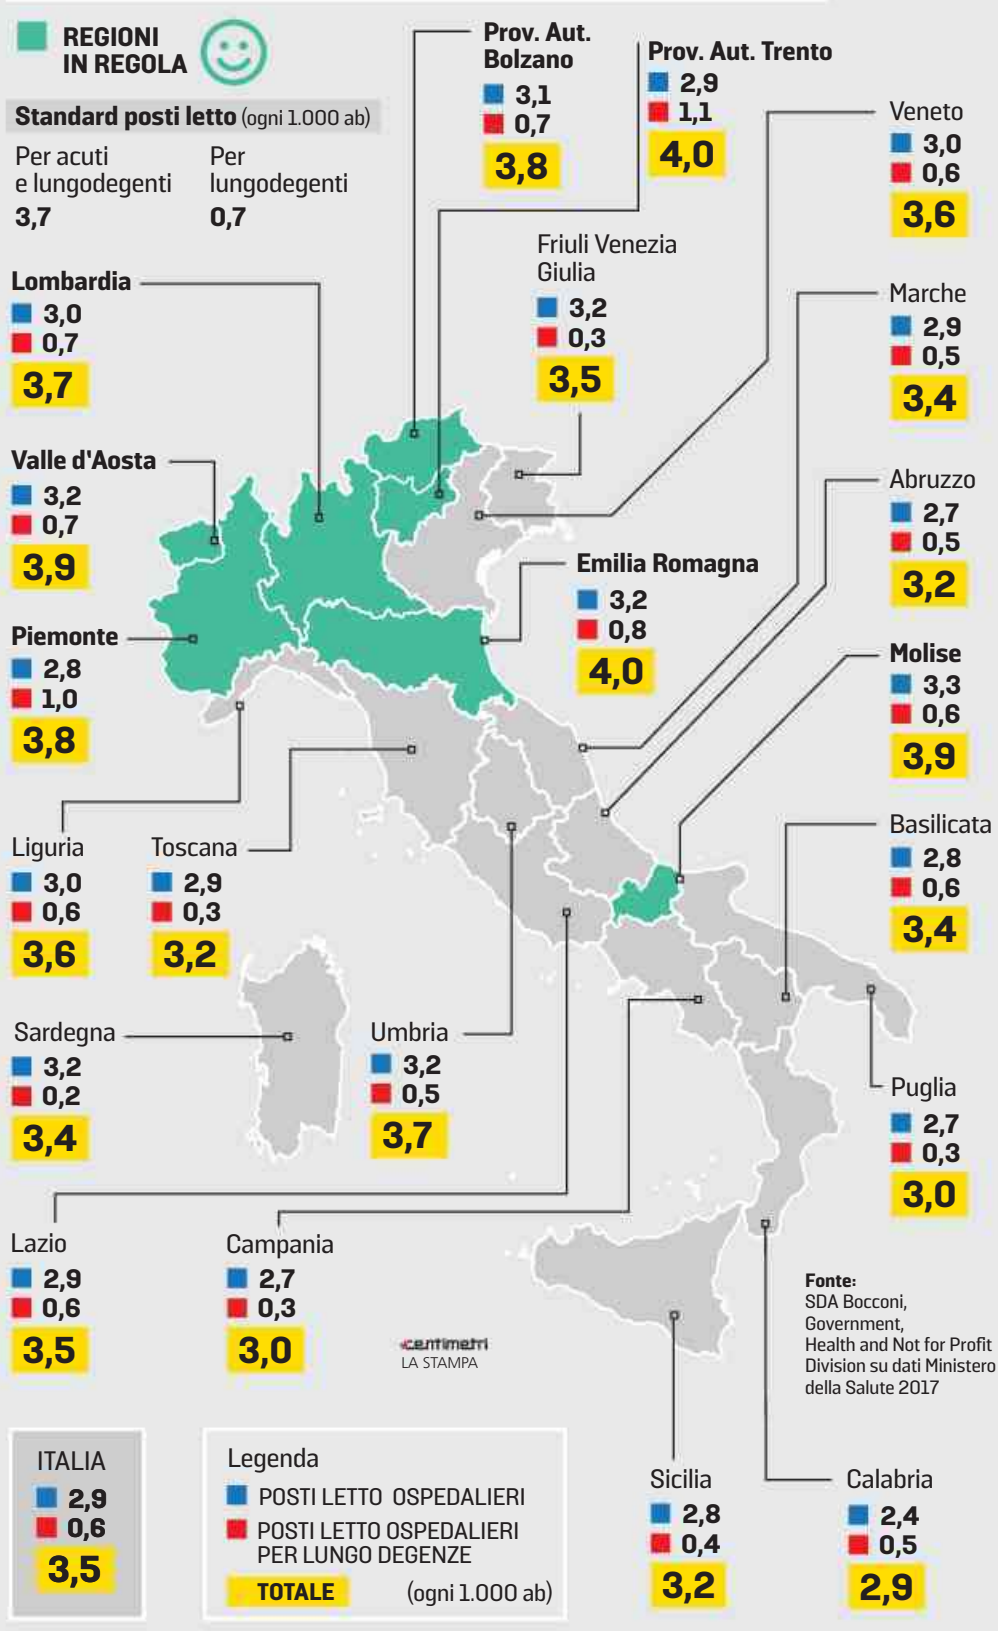 REGIONI
IN REGOLA
Standard posti letto (ogni 1.000 ab)
Per acuti
e lungodegenti
3,7
Per
lungodegenti
0,7
Prov. Aut.
Bolzano
3,1
0,7
3,8
Prov. Aut. Trento
2,9
1,1
4,0
Veneto
3,0
0,6
3,6
Friuli Venezia
Giulia
3,2
0,3
3,5
Lombardia
3,0
0,7
3,7
Marche
2,9
0,5
3,4
Valle d'Aosta
3,2
0,7
3,9
Abruzzo
2,7
0,5
3,2
Emilia Romagna
3,2
0,8
4,0
Piemonte
2,8
1,0
3,8
Molise
3,3
0,6
3,9
Liguria
3,0
0,6
3,6
Toscana
2,9
0,3
3,2
Basilicata
2,8
0,6
3,4
Sardegna
3,2
0,2
3,4
Umbria
3,2
0,5
3,7
Puglia
2,7
0,3
3,0
Lazio
2,9
0,6
3,5
Campania
2,7
0,3
3,0
centimetri
LA STAMPA
Fonte:
SDA Bocconi,
Government,
Health and Not for Profit
Division su dati Ministero
della Salute 2017
ITALIA
2,9
0,6
3,5
Legenda
POSTI LETTO OSPEDALIERI
POSTI LETTO OSPEDALIERI
PER LUNGO DEGENZE
TOTALE (ogni 1.000 ab)
Sicilia
2,8
0,4
3,2
Calabria
2,4
0,5
2,9